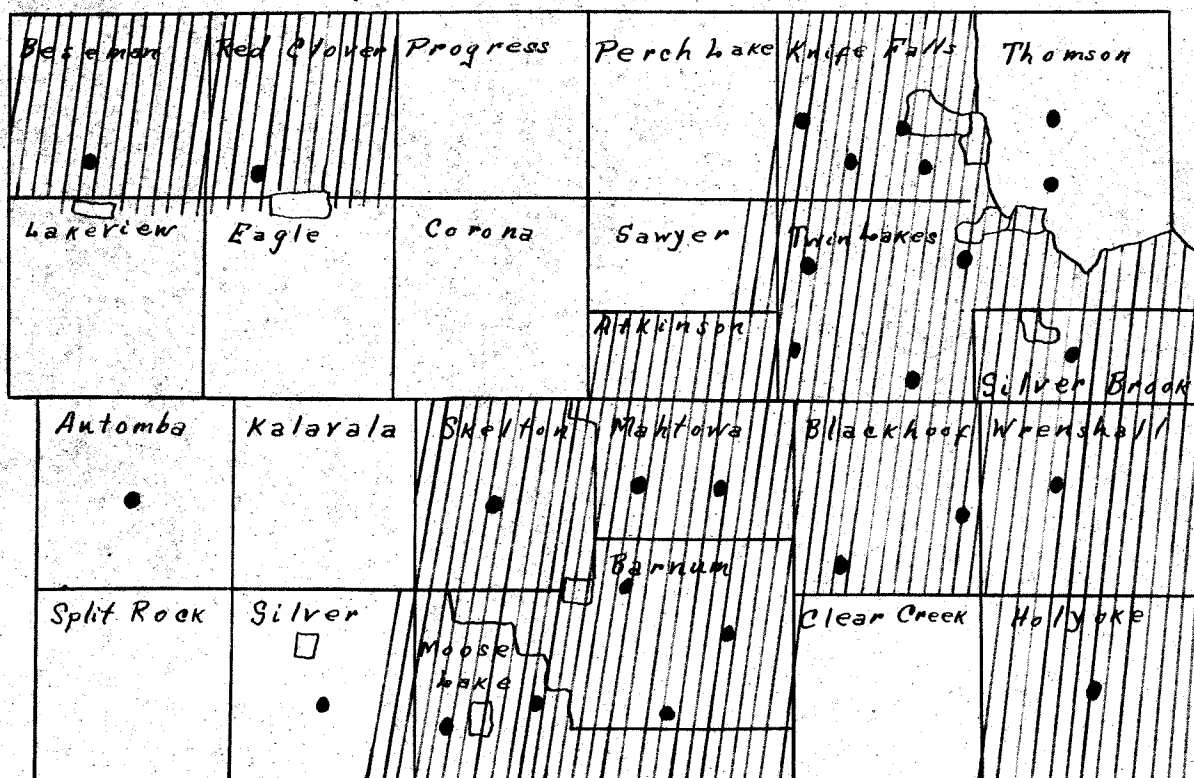 Beseman
Red Clover
Progress
Perch Lake
Knife Falls
Thomson
Lakeview
Eagle
Corona
Sawyer
Twin Lakes
Atkinson
Silver Brook
Automba
Kalavala
Skelton
Mahtowa
Blackhoof
Wrenshall
Barnum
Split Rock
Silver
Moose
Lake
Clear Creek
Holyoke